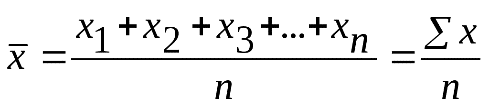 x̄ = (x₁ + x₂ + x₃ + ... + xₙ) / n = Σx / n